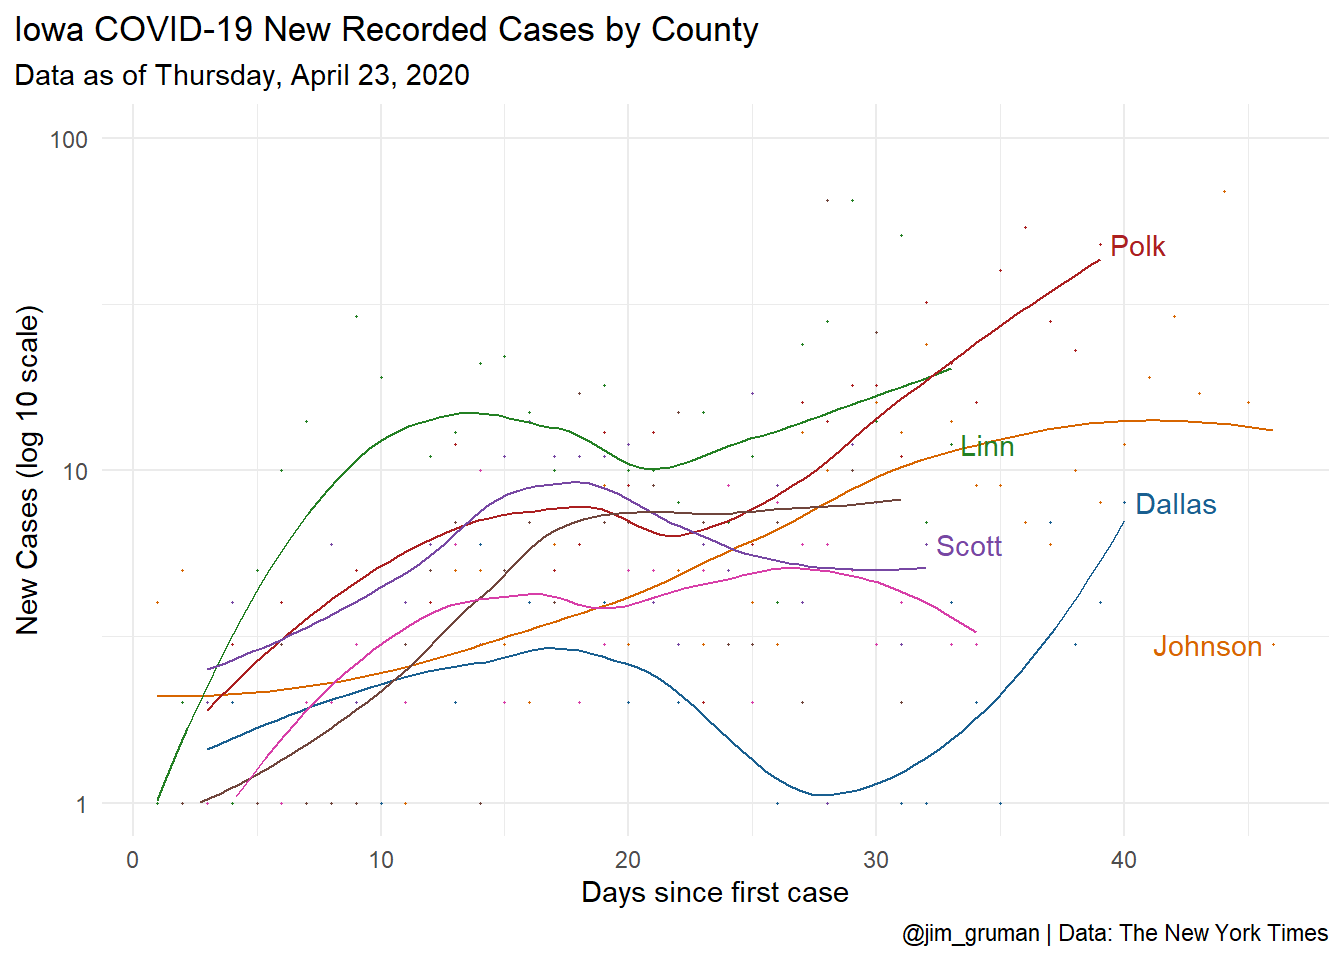 Iowa COVID-19 New Recorded Cases by County
Data as of Thursday, April 23, 2020
New Cases (log 10 scale)
100
10
1
Polk
Linn
Dallas
Scott
Johnson
0 10 20 30 40
Days since first case
@jim_gruman | Data: The New York Times